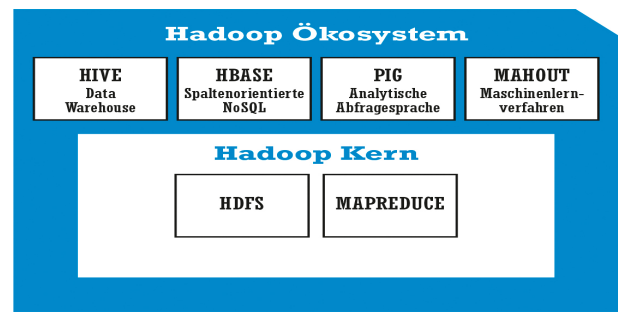 Hadoop Ökosystem
HIVE
Data
Warehouse
HBASE
Spaltenorientierte
NoSQL
PIG
Analytische
Abfragesprache
MAHOUT
Maschinenlern-
verfahren
Hadoop Kern
HDFS
MAPREDUCE